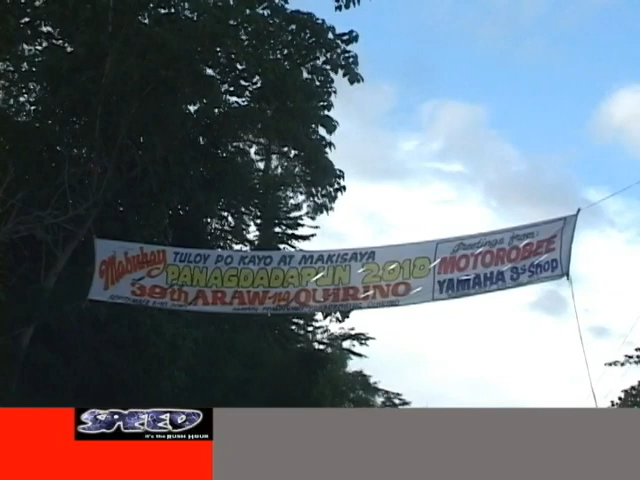 Mabuhay
TULOY PO KAYO AT MAKISAYA
PANAGDADAPUN 2018
39th ARAW ng QUIRINO
Greetings from:
MOTOROBEE
YAMAHA 3s SHOP
SPEED
It's the RUSH HOUR